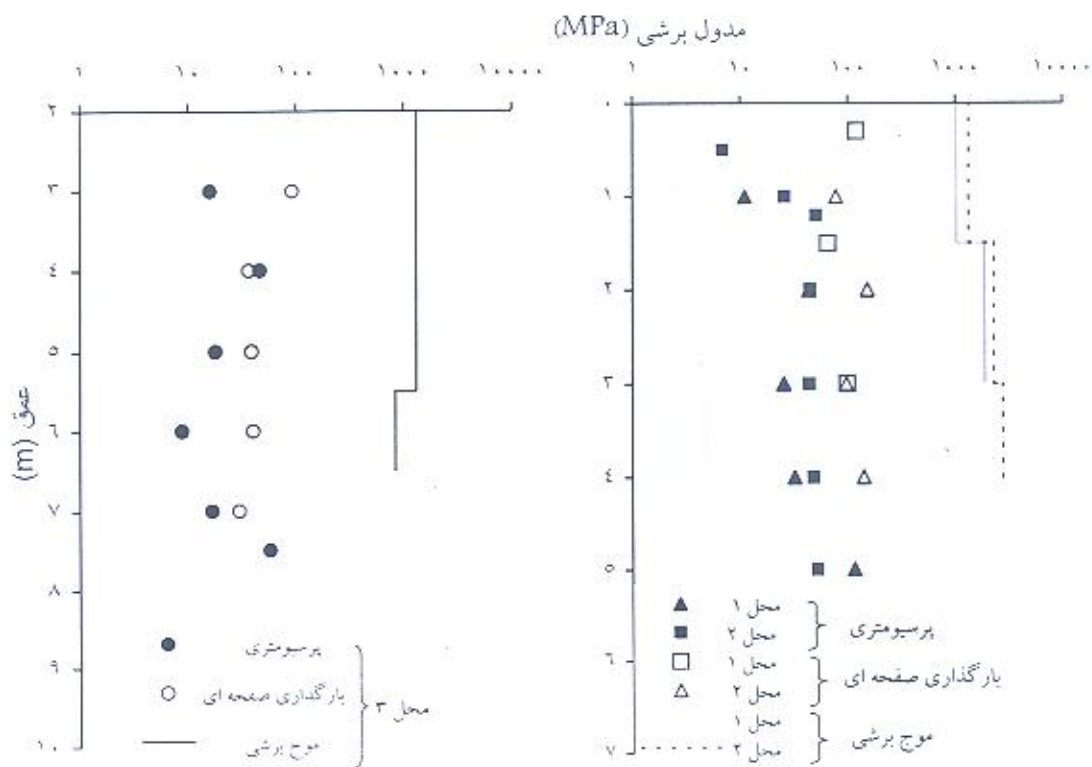 مدول برشی (MPa)
۱ ۱۰ ۱۰۰ ۱۰۰۰ ۱۰۰۰۰
۱ ۱۰ ۱۰۰ ۱۰۰۰ ۱۰۰۰۰
عمق (m)
۲
۳
۴
۵
۶
۷
۸
۹
۱۰
پرسیومتری
بارگذاری صفحه ای
موج برشی
محل ۳
۰
۱
۲
۳
۴
۵
۶
۷
محل ۱
محل ۲
پرسیومتری
محل ۱
محل ۲
بارگذاری صفحه ای
محل ۱
محل ۲
موج برشی